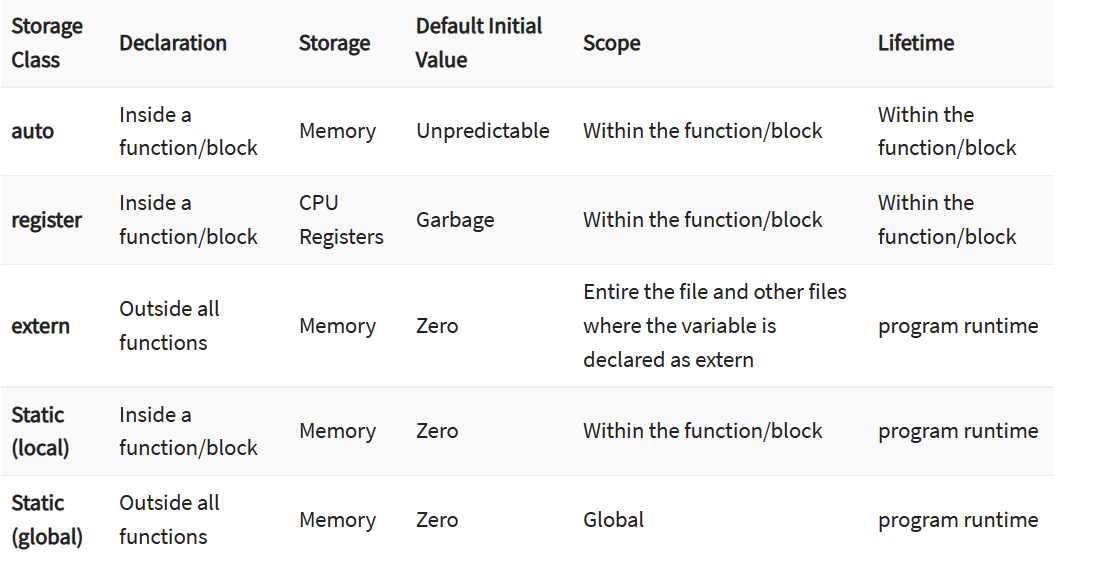 Storage Class Declaration Storage Default Initial Value Scope Lifetime
auto Inside a function/block Memory Unpredictable Within the function/block Within the function/block
register Inside a function/block CPU Registers Garbage Within the function/block Within the function/block
extern Outside all functions Memory Zero Entire the file and other files where the variable is declared as extern program runtime
Static (local) Inside a function/block Memory Zero Within the function/block program runtime
Static (global) Outside all functions Memory Zero Global program runtime